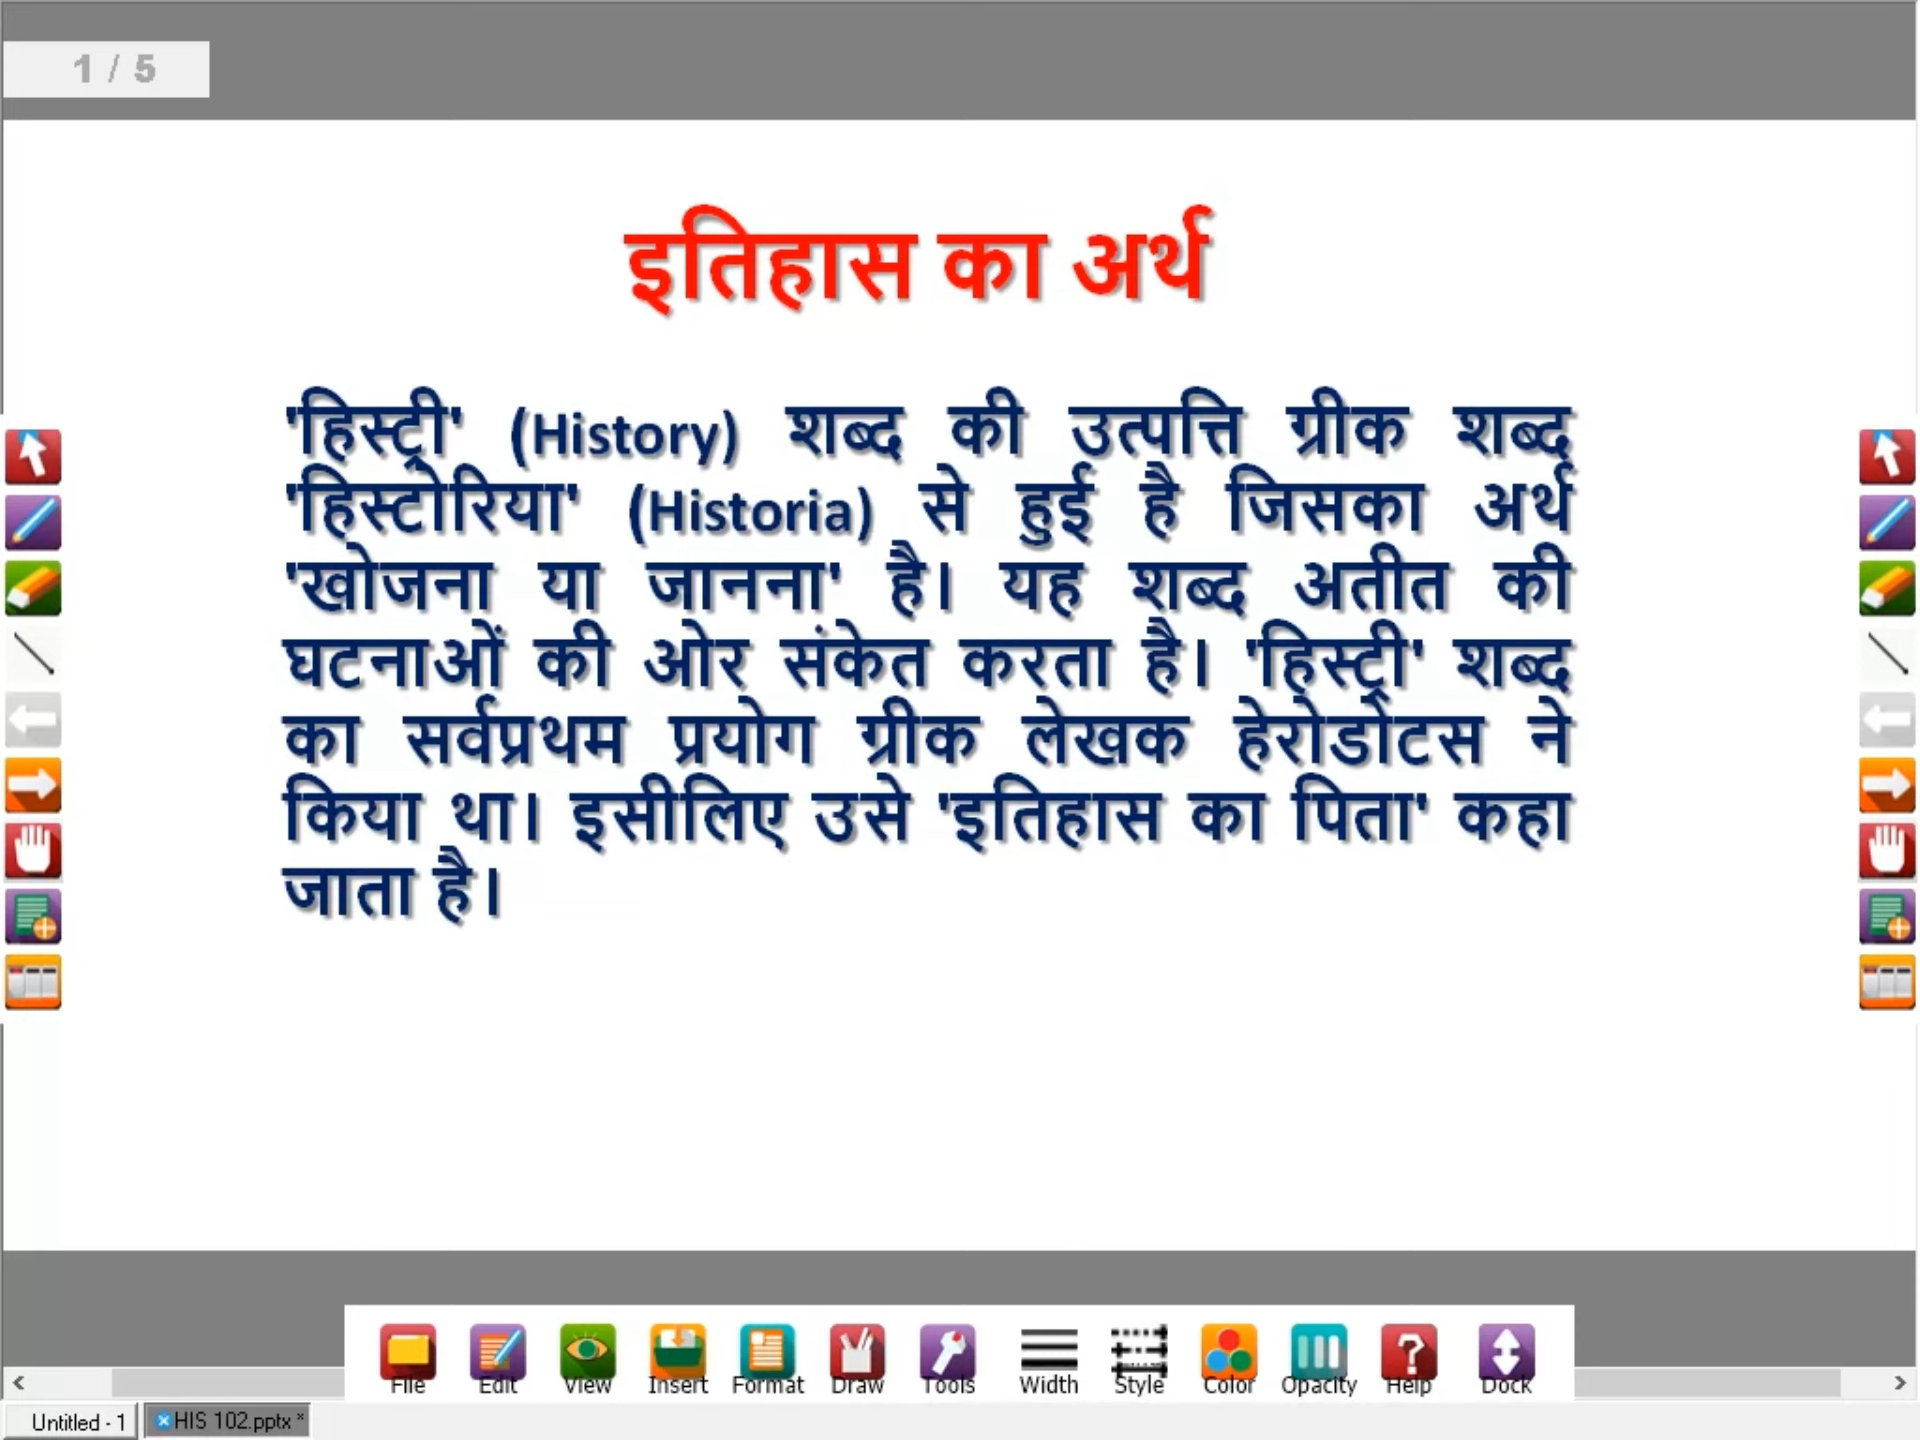 1 / 5
इतिहास का अर्थ
'हिस्ट्री' (History) शब्द की उत्पत्ति ग्रीक शब्द
'हिस्टोरिया' (Historia) से हुई है जिसका अर्थ
'खोजना या जानना' है। यह शब्द अतीत की
घटनाओं की ओर संकेत करता है। 'हिस्ट्री' शब्द
का सर्वप्रथम प्रयोग ग्रीक लेखक हेरोडोटस ने
किया था। इसीलिए उसे 'इतिहास का पिता' कहा
जाता है।
File Edit View Insert Format Draw Tools Width Style Color Opacity Help Dock
Untitled - 1 HIS 102.pptx *